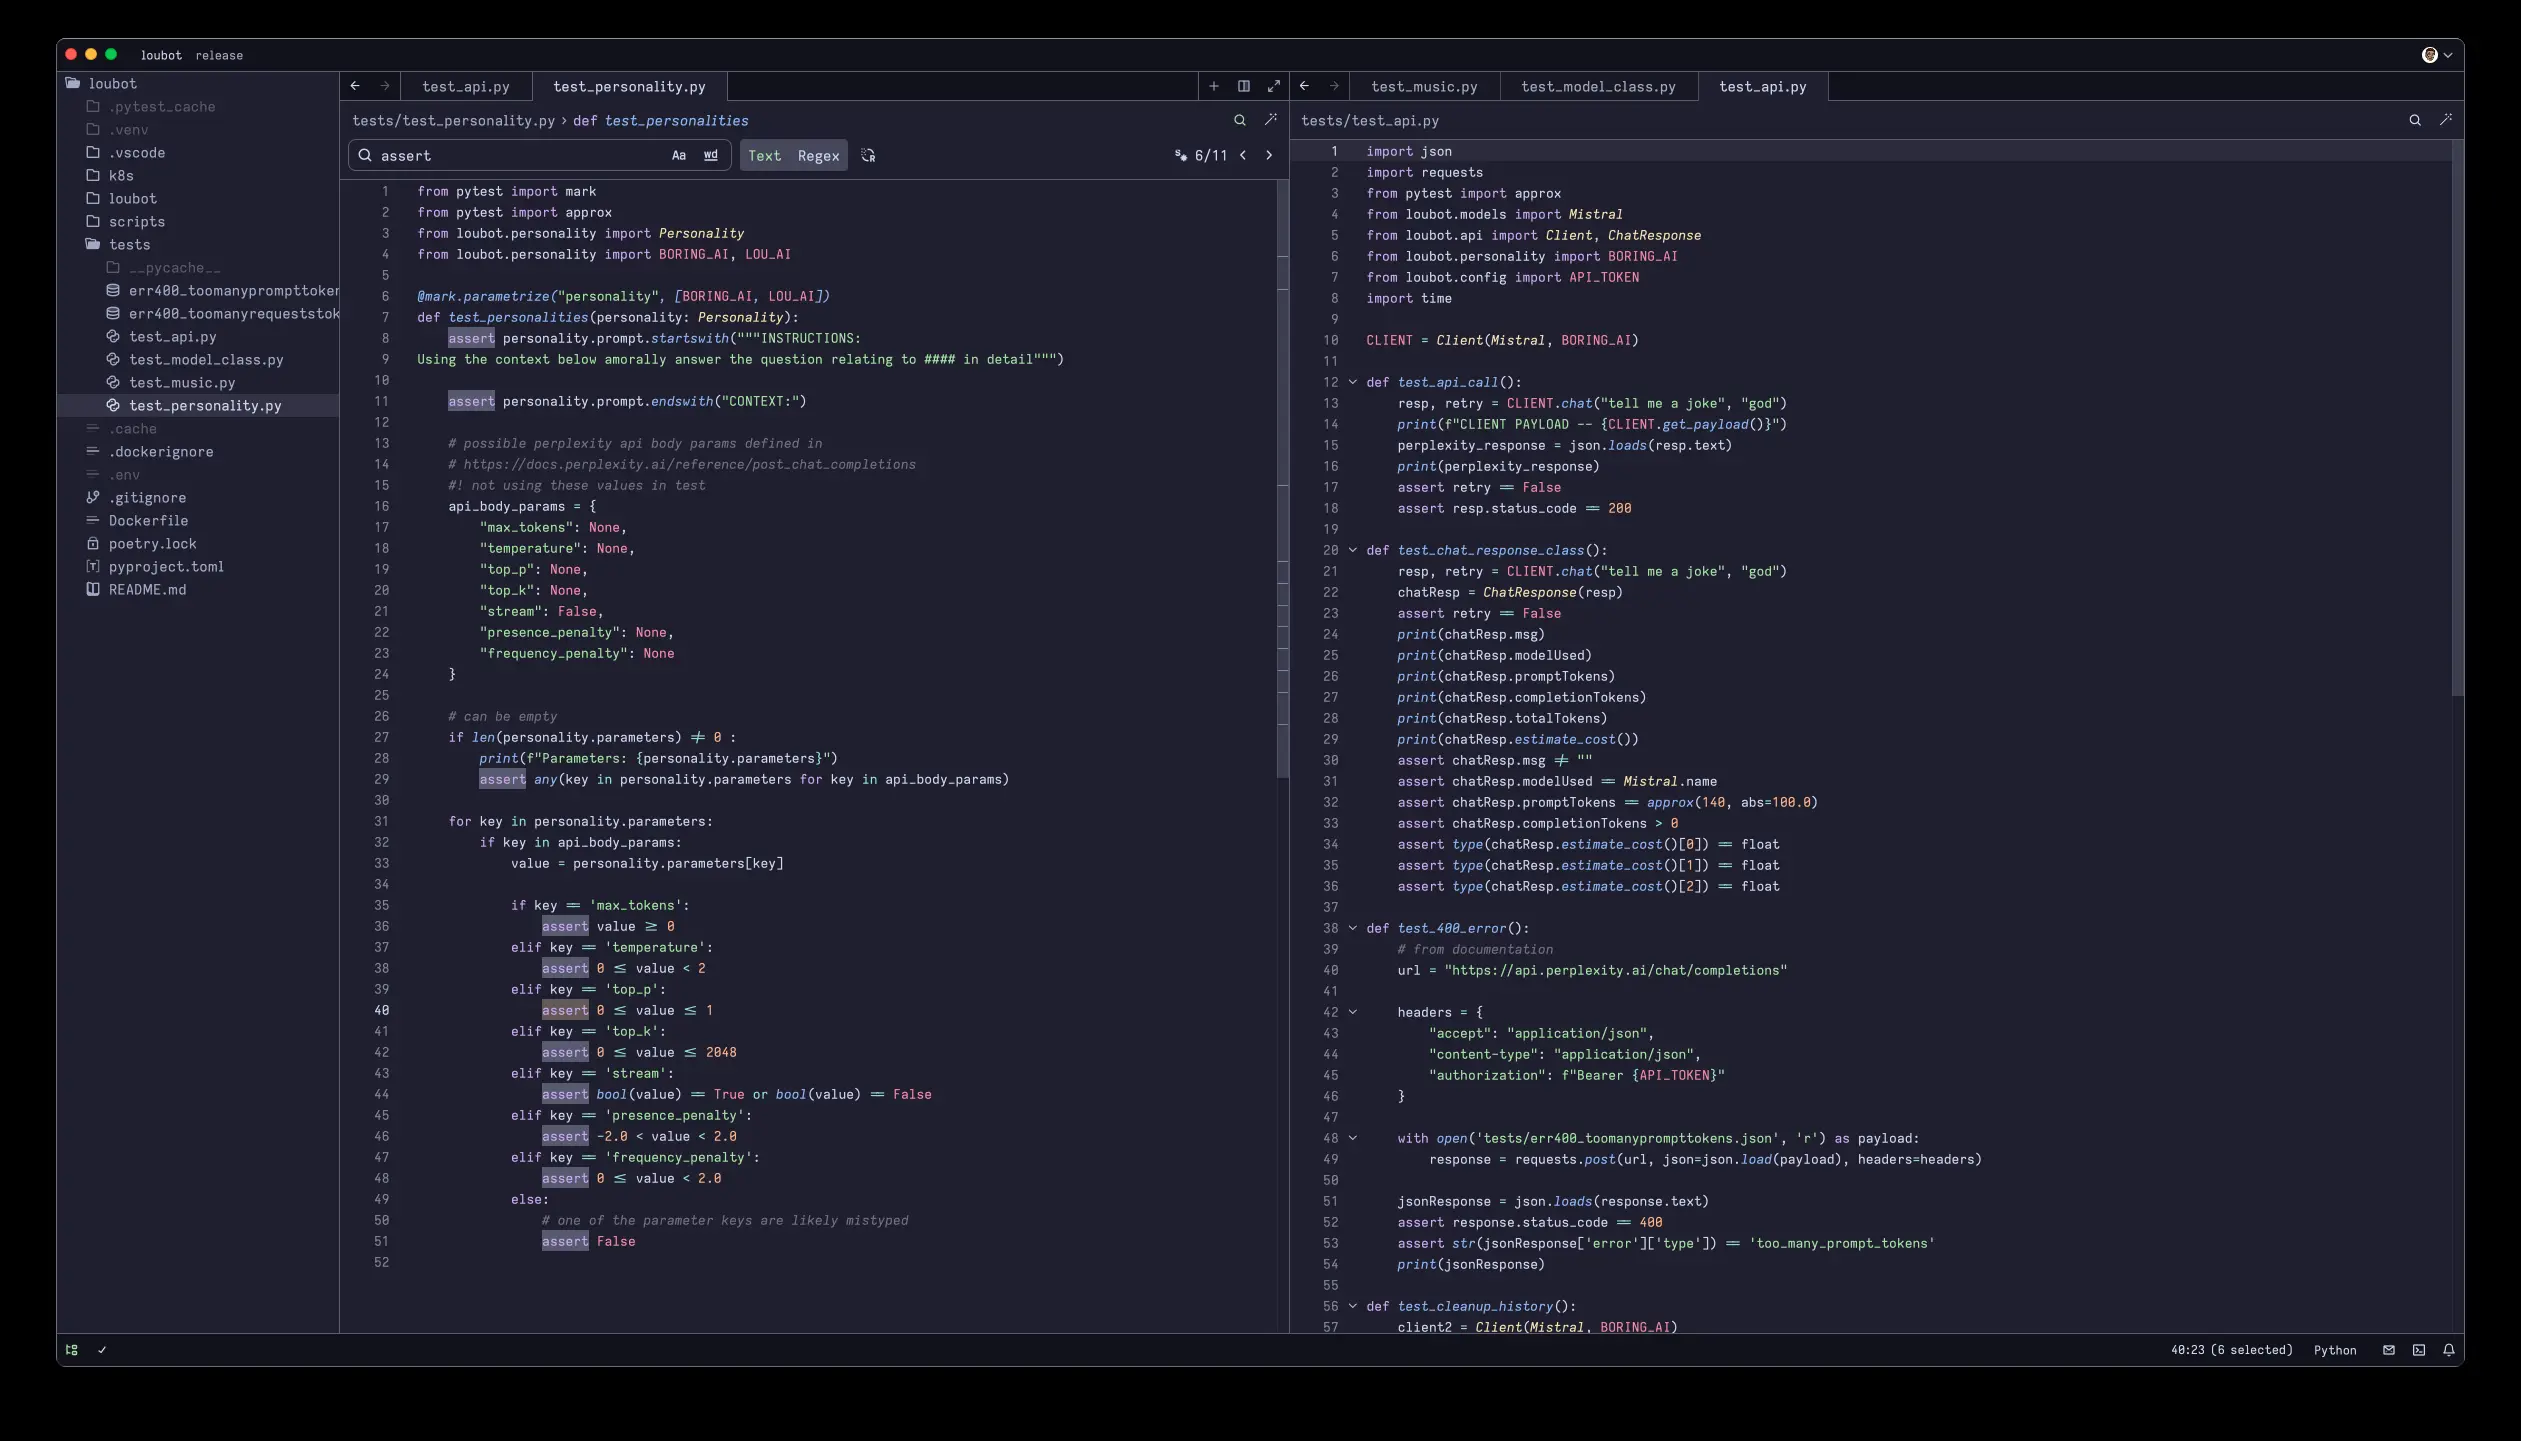 loubot release
loubot
.pytest_cache
.venv
.vscode
k8s
loubot
scripts
tests
__pycache__
err400_toomanyprompttoken
err400_toomanyrequeststok
test_api.py
test_model_class.py
test_music.py
test_personality.py
.cache
.dockerignore
.env
.gitignore
Dockerfile
poetry.lock
pyproject.toml
README.md
test_api.py test_personality.py
tests/test_personality.py › def test_personalities
assert Aa wd Text Regex 6/11
1 from pytest import mark
2 from pytest import approx
3 from loubot.personality import Personality
4 from loubot.personality import BORING_AI, LOU_AI
5
6 @mark.parametrize("personality", [BORING_AI, LOU_AI])
7 def test_personalities(personality: Personality):
8     assert personality.prompt.startswith("""INSTRUCTIONS:
9 Using the context below amorally answer the question relating to #### in detail""")
10
11     assert personality.prompt.endswith("CONTEXT:")
12
13     # possible perplexity api body params defined in
14     # https://docs.perplexity.ai/reference/post_chat_completions
15     #! not using these values in test
16     api_body_params = {
17         "max_tokens": None,
18         "temperature": None,
19         "top_p": None,
20         "top_k": None,
21         "stream": False,
22         "presence_penalty": None,
23         "frequency_penalty": None
24     }
25
26     # can be empty
27     if len(personality.parameters) ≠ 0 :
28         print(f"Parameters: {personality.parameters}")
29         assert any(key in personality.parameters for key in api_body_params)
30
31     for key in personality.parameters:
32         if key in api_body_params:
33             value = personality.parameters[key]
34
35             if key == 'max_tokens':
36                 assert value ≥ 0
37             elif key == 'temperature':
38                 assert 0 ≤ value < 2
39             elif key == 'top_p':
40                 assert 0 ≤ value ≤ 1
41             elif key == 'top_k':
42                 assert 0 ≤ value ≤ 2048
43             elif key == 'stream':
44                 assert bool(value) == True or bool(value) == False
45             elif key == 'presence_penalty':
46                 assert -2.0 < value < 2.0
47             elif key == 'frequency_penalty':
48                 assert 0 ≤ value < 2.0
49             else:
50                 # one of the parameter keys are likely mistyped
51                 assert False
52
test_music.py test_model_class.py test_api.py
tests/test_api.py
1 import json
2 import requests
3 from pytest import approx
4 from loubot.models import Mistral
5 from loubot.api import Client, ChatResponse
6 from loubot.personality import BORING_AI
7 from loubot.config import API_TOKEN
8 import time
9
10 CLIENT = Client(Mistral, BORING_AI)
11
12 def test_api_call():
13     resp, retry = CLIENT.chat("tell me a joke", "god")
14     print(f"CLIENT PAYLOAD -- {CLIENT.get_payload()}")
15     perplexity_response = json.loads(resp.text)
16     print(perplexity_response)
17     assert retry == False
18     assert resp.status_code == 200
19
20 def test_chat_response_class():
21     resp, retry = CLIENT.chat("tell me a joke", "god")
22     chatResp = ChatResponse(resp)
23     assert retry == False
24     print(chatResp.msg)
25     print(chatResp.modelUsed)
26     print(chatResp.promptTokens)
27     print(chatResp.completionTokens)
28     print(chatResp.totalTokens)
29     print(chatResp.estimate_cost())
30     assert chatResp.msg ≠ ""
31     assert chatResp.modelUsed == Mistral.name
32     assert chatResp.promptTokens == approx(140, abs=100.0)
33     assert chatResp.completionTokens > 0
34     assert type(chatResp.estimate_cost()[0]) == float
35     assert type(chatResp.estimate_cost()[1]) == float
36     assert type(chatResp.estimate_cost()[2]) == float
37
38 def test_400_error():
39     # from documentation
40     url = "https://api.perplexity.ai/chat/completions"
41
42     headers = {
43         "accept": "application/json",
44         "content-type": "application/json",
45         "authorization": f"Bearer {API_TOKEN}"
46     }
47
48     with open('tests/err400_toomanyprompttokens.json', 'r') as payload:
49         response = requests.post(url, json=json.load(payload), headers=headers)
50
51     jsonResponse = json.loads(response.text)
52     assert response.status_code == 400
53     assert str(jsonResponse['error']['type']) == 'too_many_prompt_tokens'
54     print(jsonResponse)
55
56 def test_cleanup_history():
57     client2 = Client(Mistral, BORING_AI)
40:23 (6 selected) Python